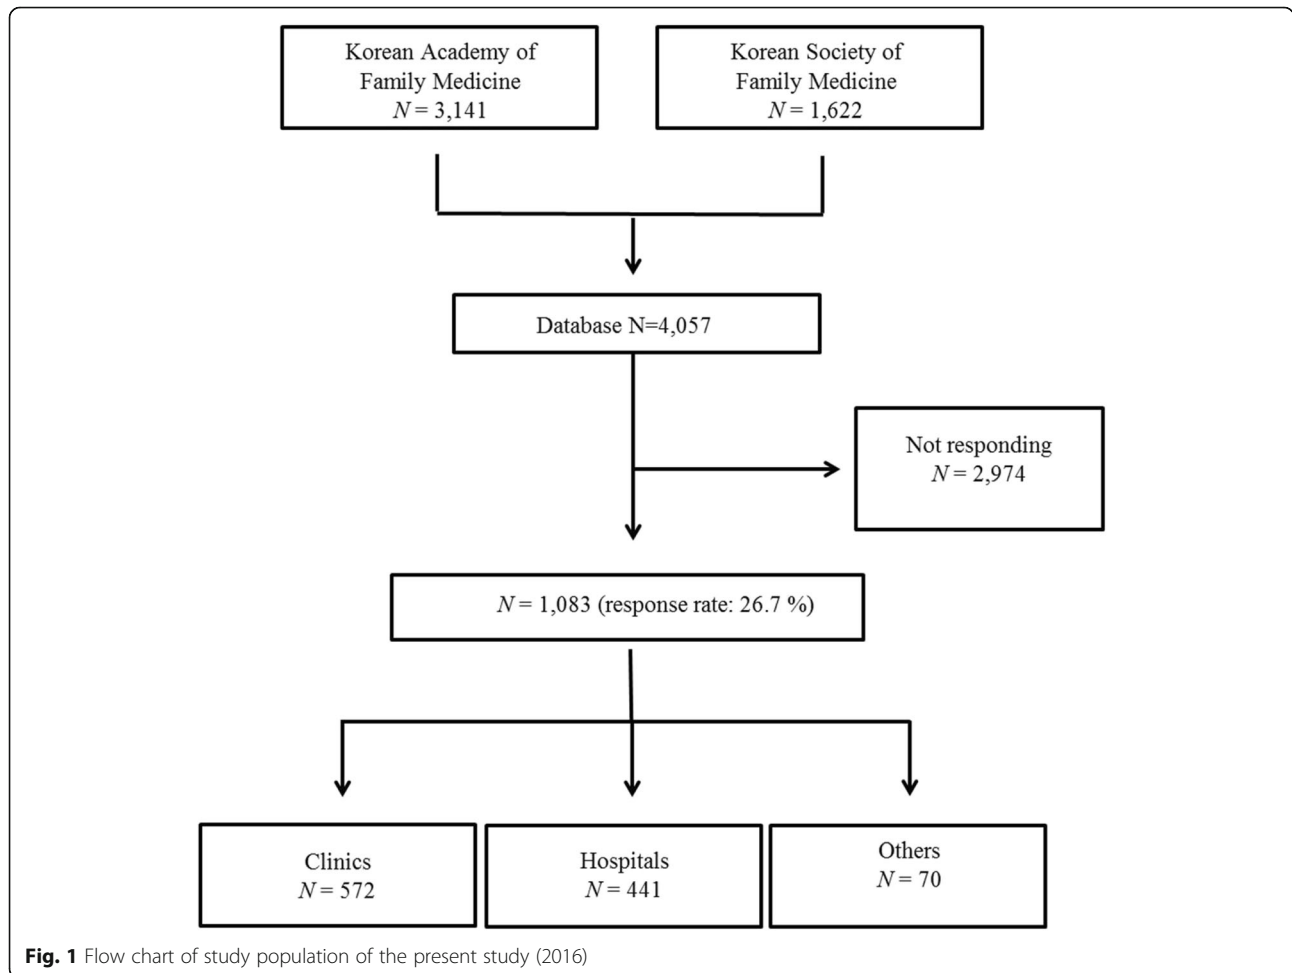 Korean Academy of
Family Medicine
N = 3,141
Korean Society of
Family Medicine
N = 1,622
Database N=4,057
Not responding
N = 2,974
N = 1,083 (response rate: 26.7 %)
Clinics
N = 572
Hospitals
N = 441
Others
N = 70
Fig. 1 Flow chart of study population of the present study (2016)